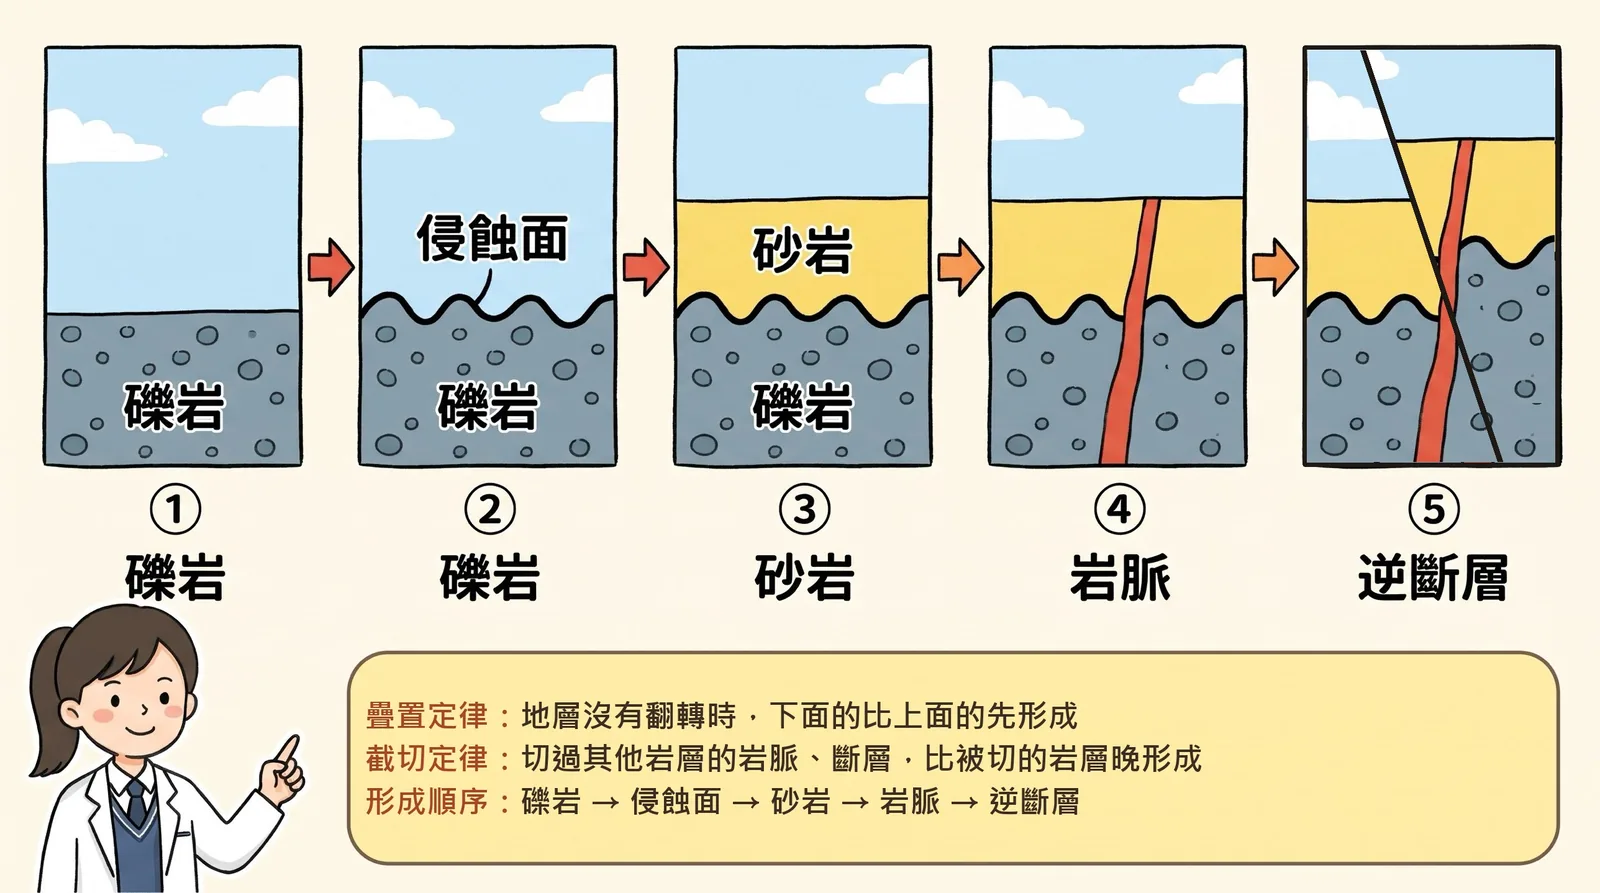 侵蝕面
砂岩
礫岩
礫岩
礫岩
① ② ③ ④ ⑤
礫岩 礫岩 砂岩 岩脈 逆斷層
疊置定律：地層沒有翻轉時，下面的比上面的先形成
截切定律：切過其他岩層的岩脈、斷層，比被切的岩層晚形成
形成順序：礫岩 → 侵蝕面 → 砂岩 → 岩脈 → 逆斷層